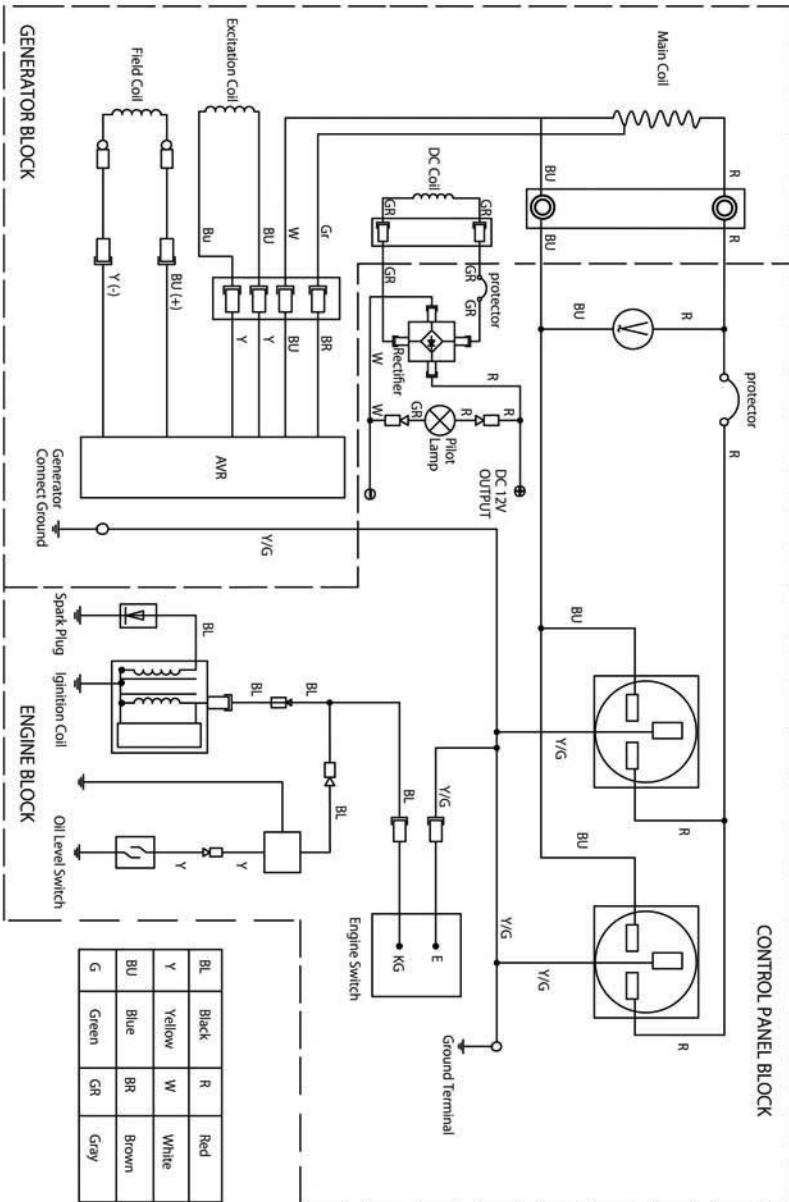 CONTROL PANEL BLOCK
Main Coil
R
R
R
protector
R
V
R
BU
BU
BU
BU
R
Y/G
BU
R
Y/G
Y/G
Ground Terminal
DC Coil
GR
GR
GR
GR
GR
protector
Rectifier
R
R
R
Pilot
Lamp
GR
W
W
DC 12V
OUTPUT
Engine Switch
E
KG
Y/G
BL
Excitation Coil
Gr
W
BU
Bu
BR
BU
Y
Y
Field Coil
BU (+)
Y (-)
AVR
Y/G
Generator
Connect Ground
GENERATOR BLOCK
BL
BL
BL
BL
Y
Y
Spark Plug
Iginition Coil
Oil Level Switch
ENGINE BLOCK
BL Black R Red
Y Yellow W White
BU Blue BR Brown
G Green GR Gray